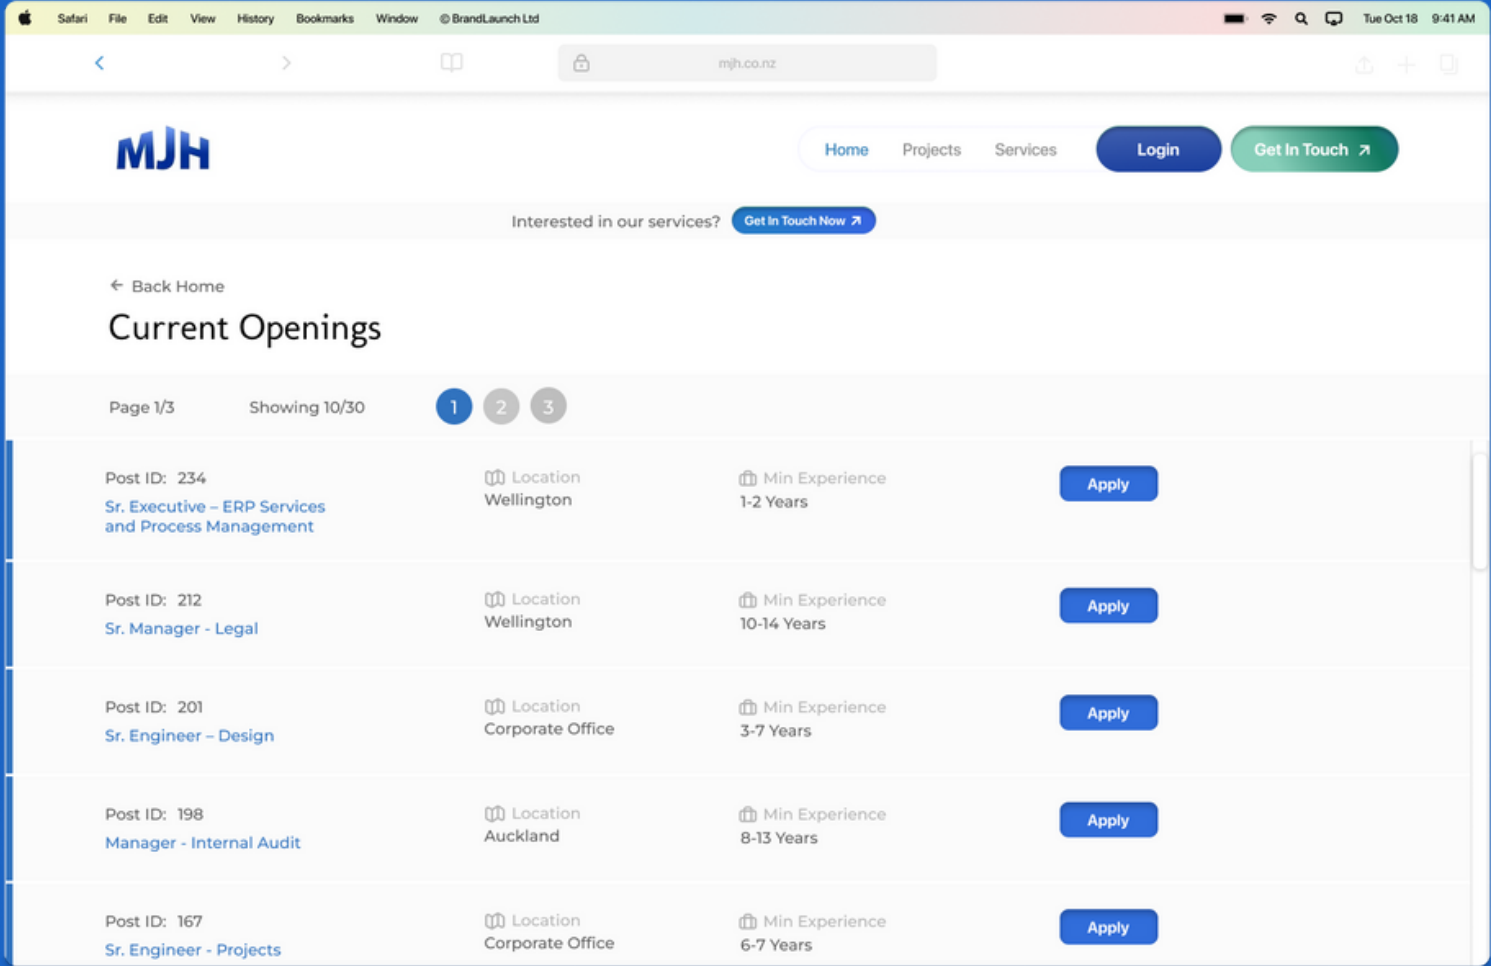 Safari File Edit View History Bookmarks Window © BrandLaunch Ltd Tue Oct 18 9:41 AM
mjh.co.nz
MJH
Home Projects Services Login Get In Touch
Interested in our services? Get In Touch Now
Back Home
Current Openings
Page 1/3 Showing 10/30 1 2 3
Post ID: 234 Location Min Experience Apply
Wellington 1-2 Years
Sr. Executive – ERP Services
and Process Management
Post ID: 212 Location Min Experience Apply
Wellington 10-14 Years
Sr. Manager - Legal
Post ID: 201 Location Min Experience Apply
Corporate Office 3-7 Years
Sr. Engineer – Design
Post ID: 198 Location Min Experience Apply
Auckland 8-13 Years
Manager - Internal Audit
Post ID: 167 Location Min Experience Apply
Corporate Office 6-7 Years
Sr. Engineer - Projects